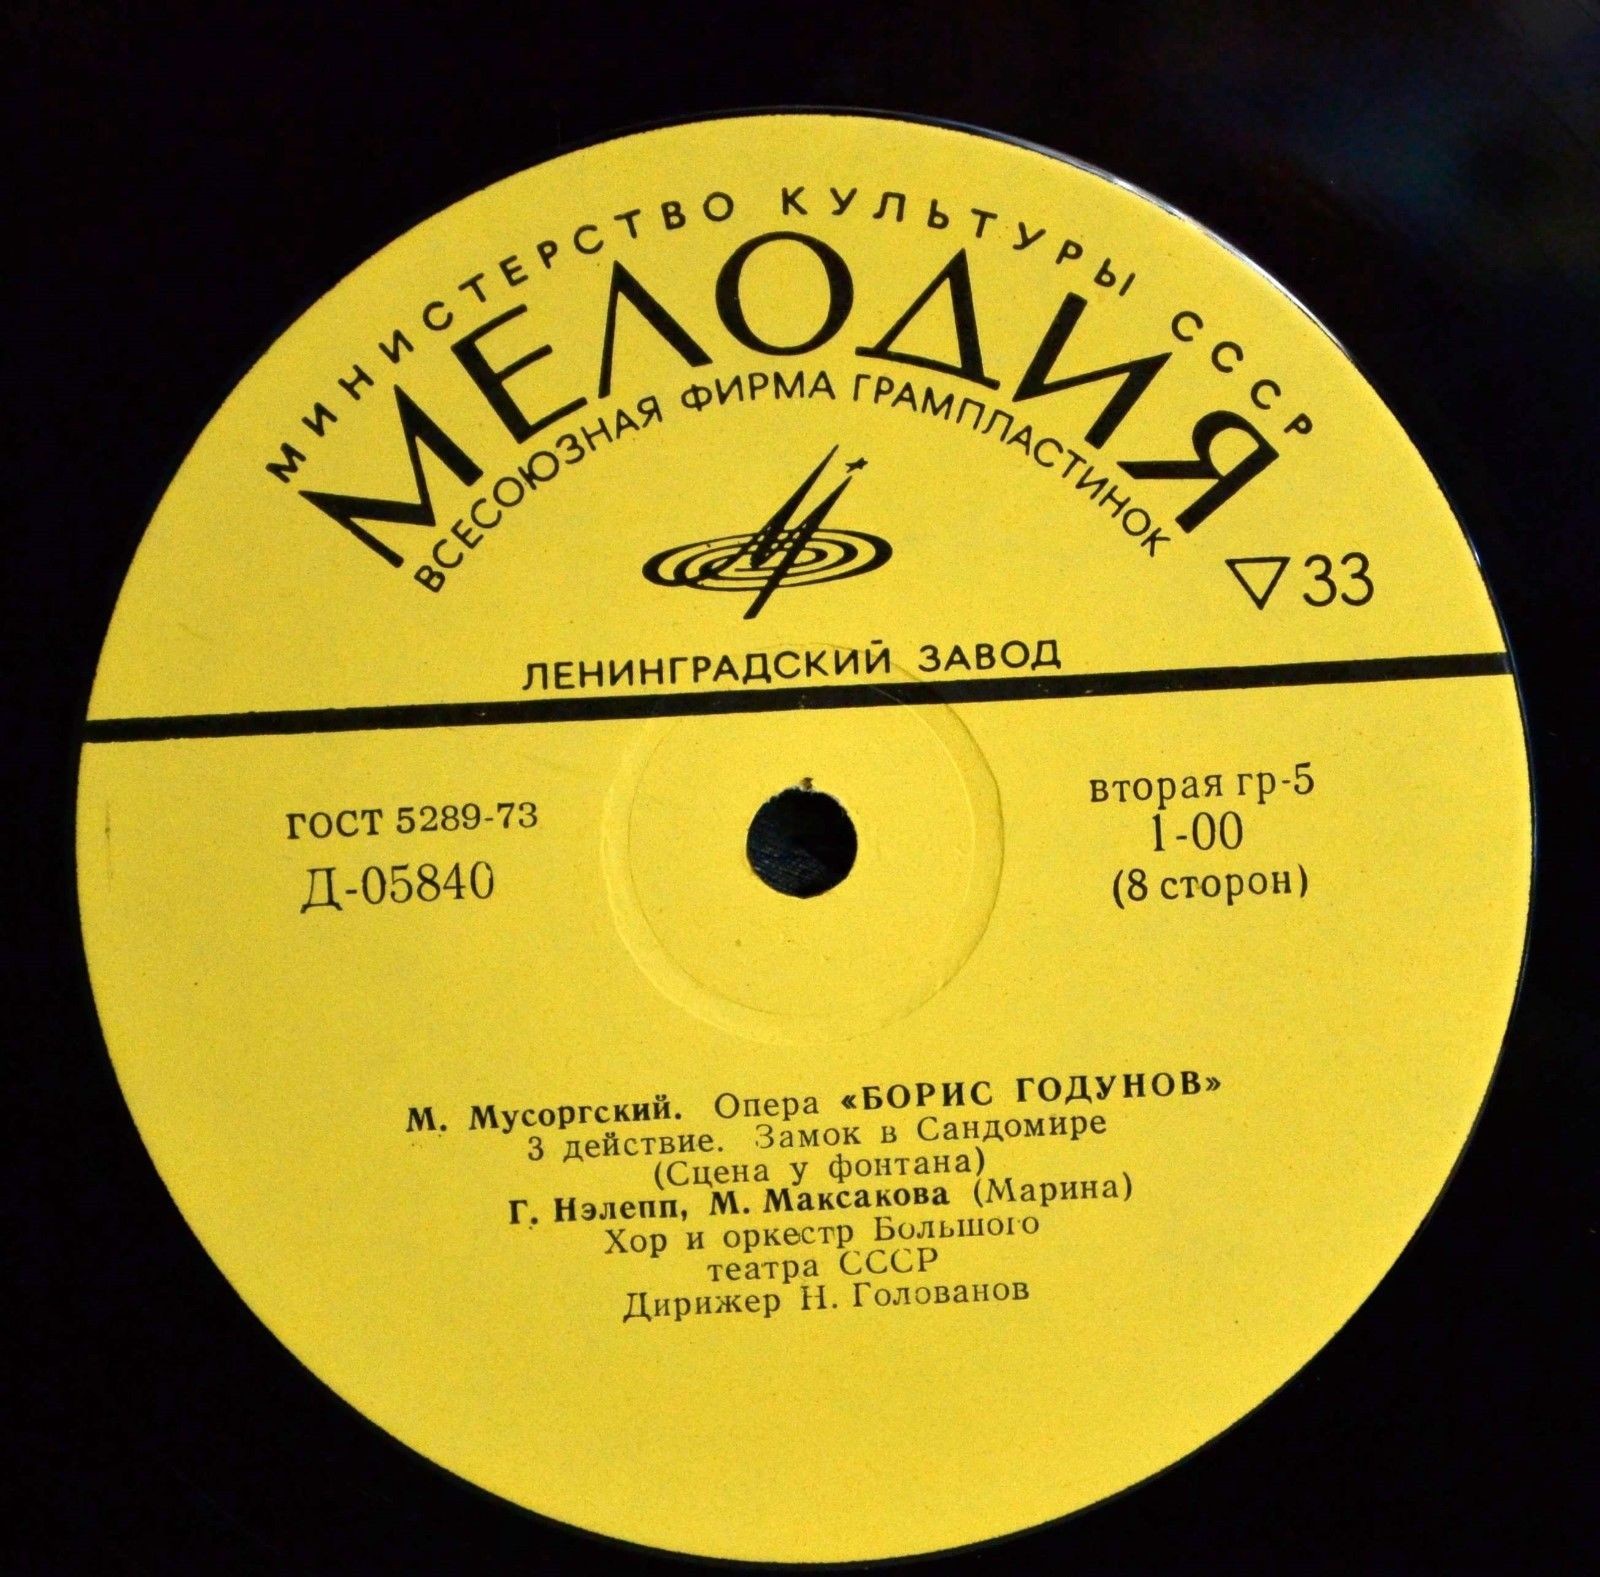 МИНИСТЕРСТВО КУЛЬТУРЫ СССР
МЕЛОДИЯ
ВСЕСОЮЗНАЯ ФИРМА ГРАМПЛАСТИНОК
▽33
ЛЕНИНГРАДСКИЙ ЗАВОД
ГОСТ 5289-73
Д-05840
вторая гр-5
1-00
(8 сторон)
М. Мусоргский. Опера «БОРИС ГОДУНОВ»
3 действие. Замок в Сандомире
(Сцена у фонтана)
Г. Нэлепп, М. Максакова (Марина)
Хор и оркестр Большого
театра СССР
Дирижер Н. Голованов